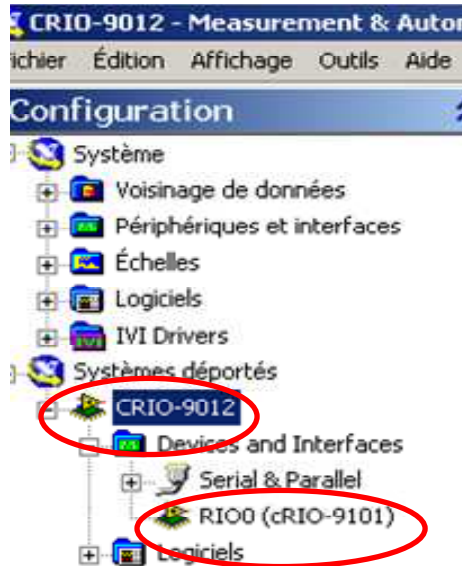 CRIO-9012 - Measurement & Autor
ichier Édition Affichage Outils Aide
Configuration
Système
Voisinage de données
Périphériques et interfaces
Échelles
Logiciels
IVI Drivers
Systèmes déportés
CRIO-9012
Devices and Interfaces
Serial & Parallel
RIO0 (cRIO-9101)
Logiciels